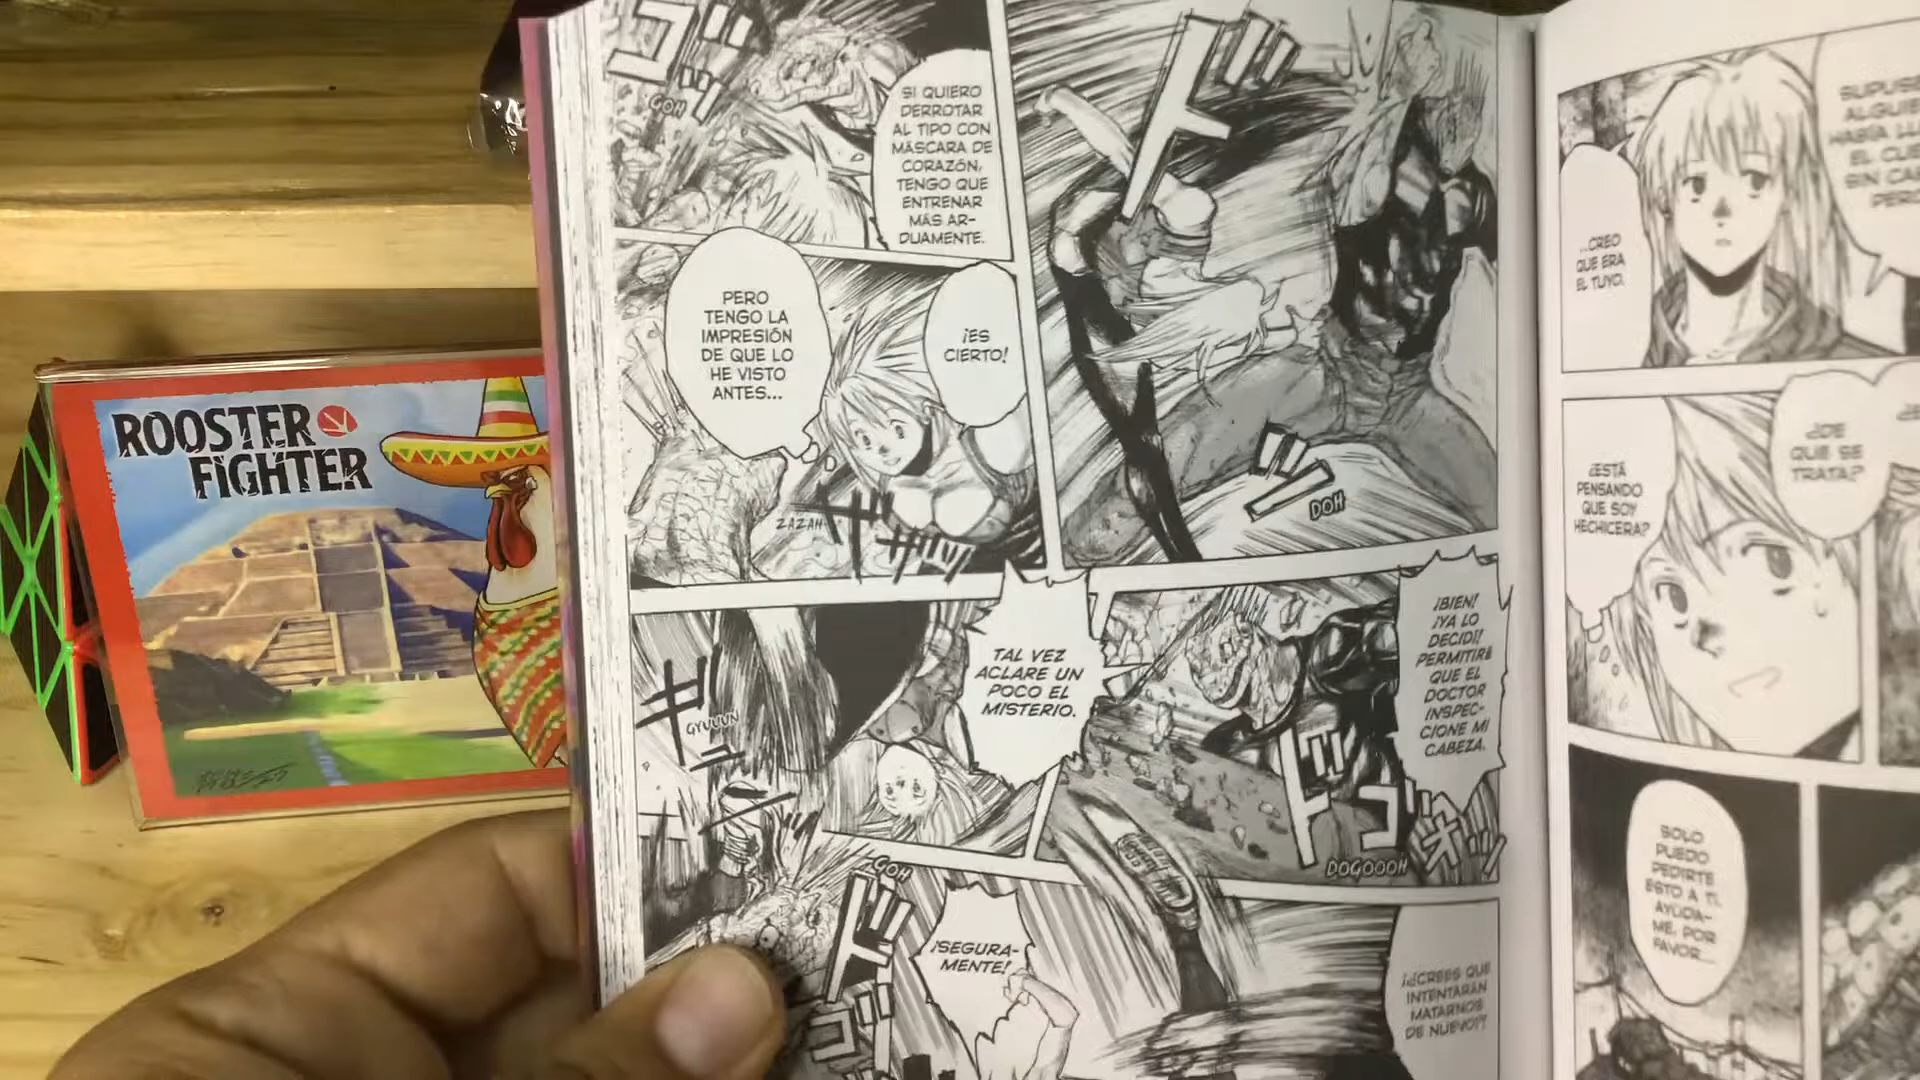 ROOSTER
FIGHTER
GOH
SI QUIERO
DERROTAR
AL TIPO CON
MÁSCARA DE
CORAZÓN,
TENGO QUE
ENTRENAR
MÁS AR-
DUAMENTE.
PERO
TENGO LA
IMPRESIÓN
DE QUE LO
HE VISTO
ANTES...
¡ES
CIERTO!
ZAZAH
DOH
TAL VEZ
ACLARE UN
POCO EL
MISTERIO.
GYUUUN
¡BIEN!
¡YA LO
DECIDÍ!
PERMITIRÉ
QUE EL
DOCTOR
INSPEC-
CIONE MI
CABEZA.
DOGOOOH
GOH
¡SEGURA-
MENTE!
¿¡CREES QUE
INTENTARÁN
MATARNOS
DE NUEVO!?
...CREO
QUE ERA
EL TUYO.
¿ESTÁ
PENSANDO
QUE SOY
HECHICERA?
¿DE
QUE SE
TRATA?
SOLO
PUEDO
PEDIRTE
ESTO A TI.
AYÚDA-
ME, POR
FAVOR...